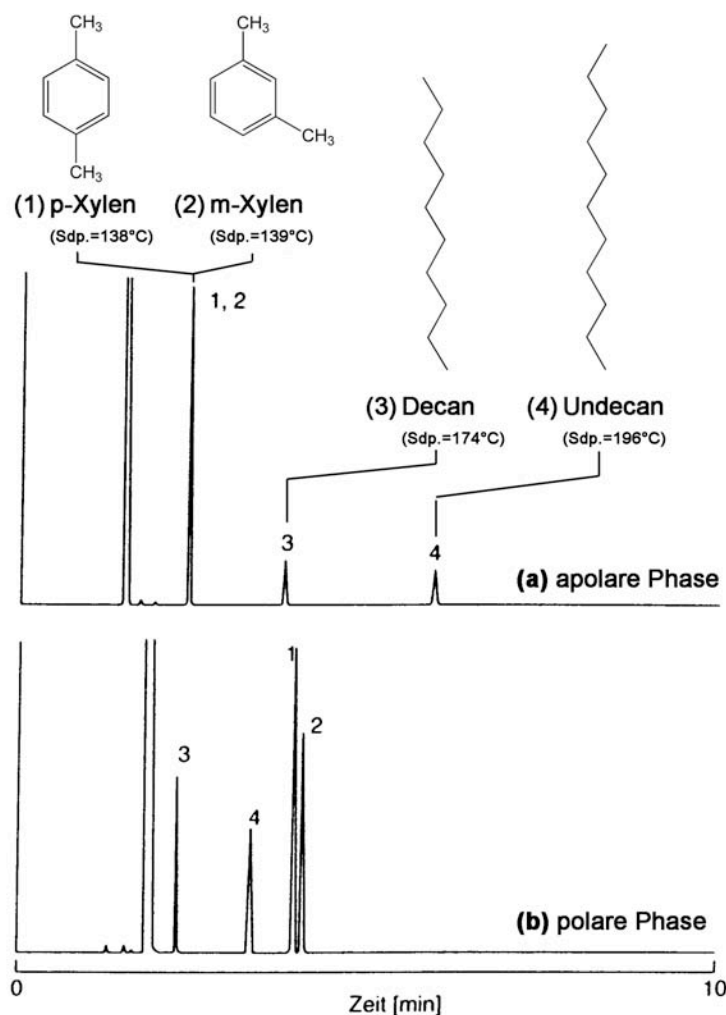 CH₃
CH₃
CH₃
CH₃
(1) p-Xylen
(2) m-Xylen
(Sdp.=138°C)
(Sdp.=139°C)
1, 2
(3) Decan
(4) Undecan
(Sdp.=174°C)
(Sdp.=196°C)
3
4
(a) apolare Phase
1
2
3
4
(b) polare Phase
0
10
Zeit [min]